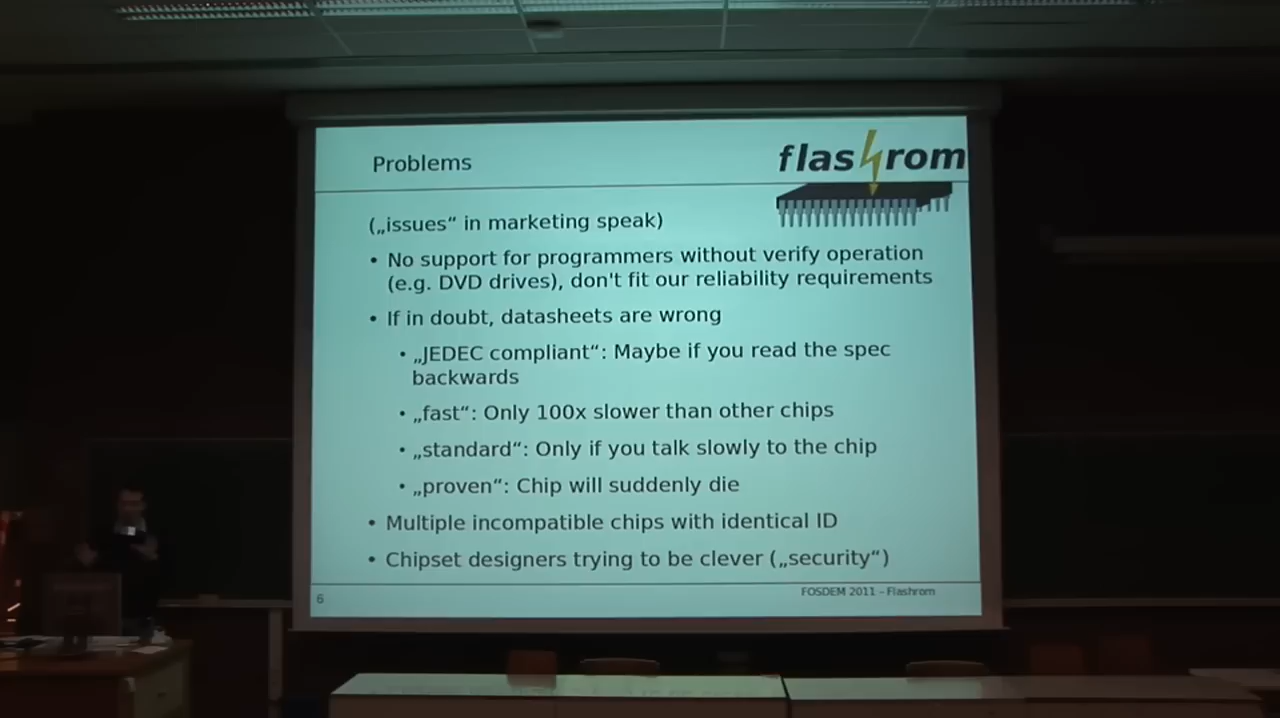 Problems
flashrom
(„issues“ in marketing speak)
• No support for programmers without verify operation
(e.g. DVD drives), don't fit our reliability requirements
• If in doubt, datasheets are wrong
• „JEDEC compliant“: Maybe if you read the spec
backwards
• „fast“: Only 100x slower than other chips
• „standard“: Only if you talk slowly to the chip
• „proven“: Chip will suddenly die
• Multiple incompatible chips with identical ID
• Chipset designers trying to be clever („security“)
6
FOSDEM 2011 – Flashrom